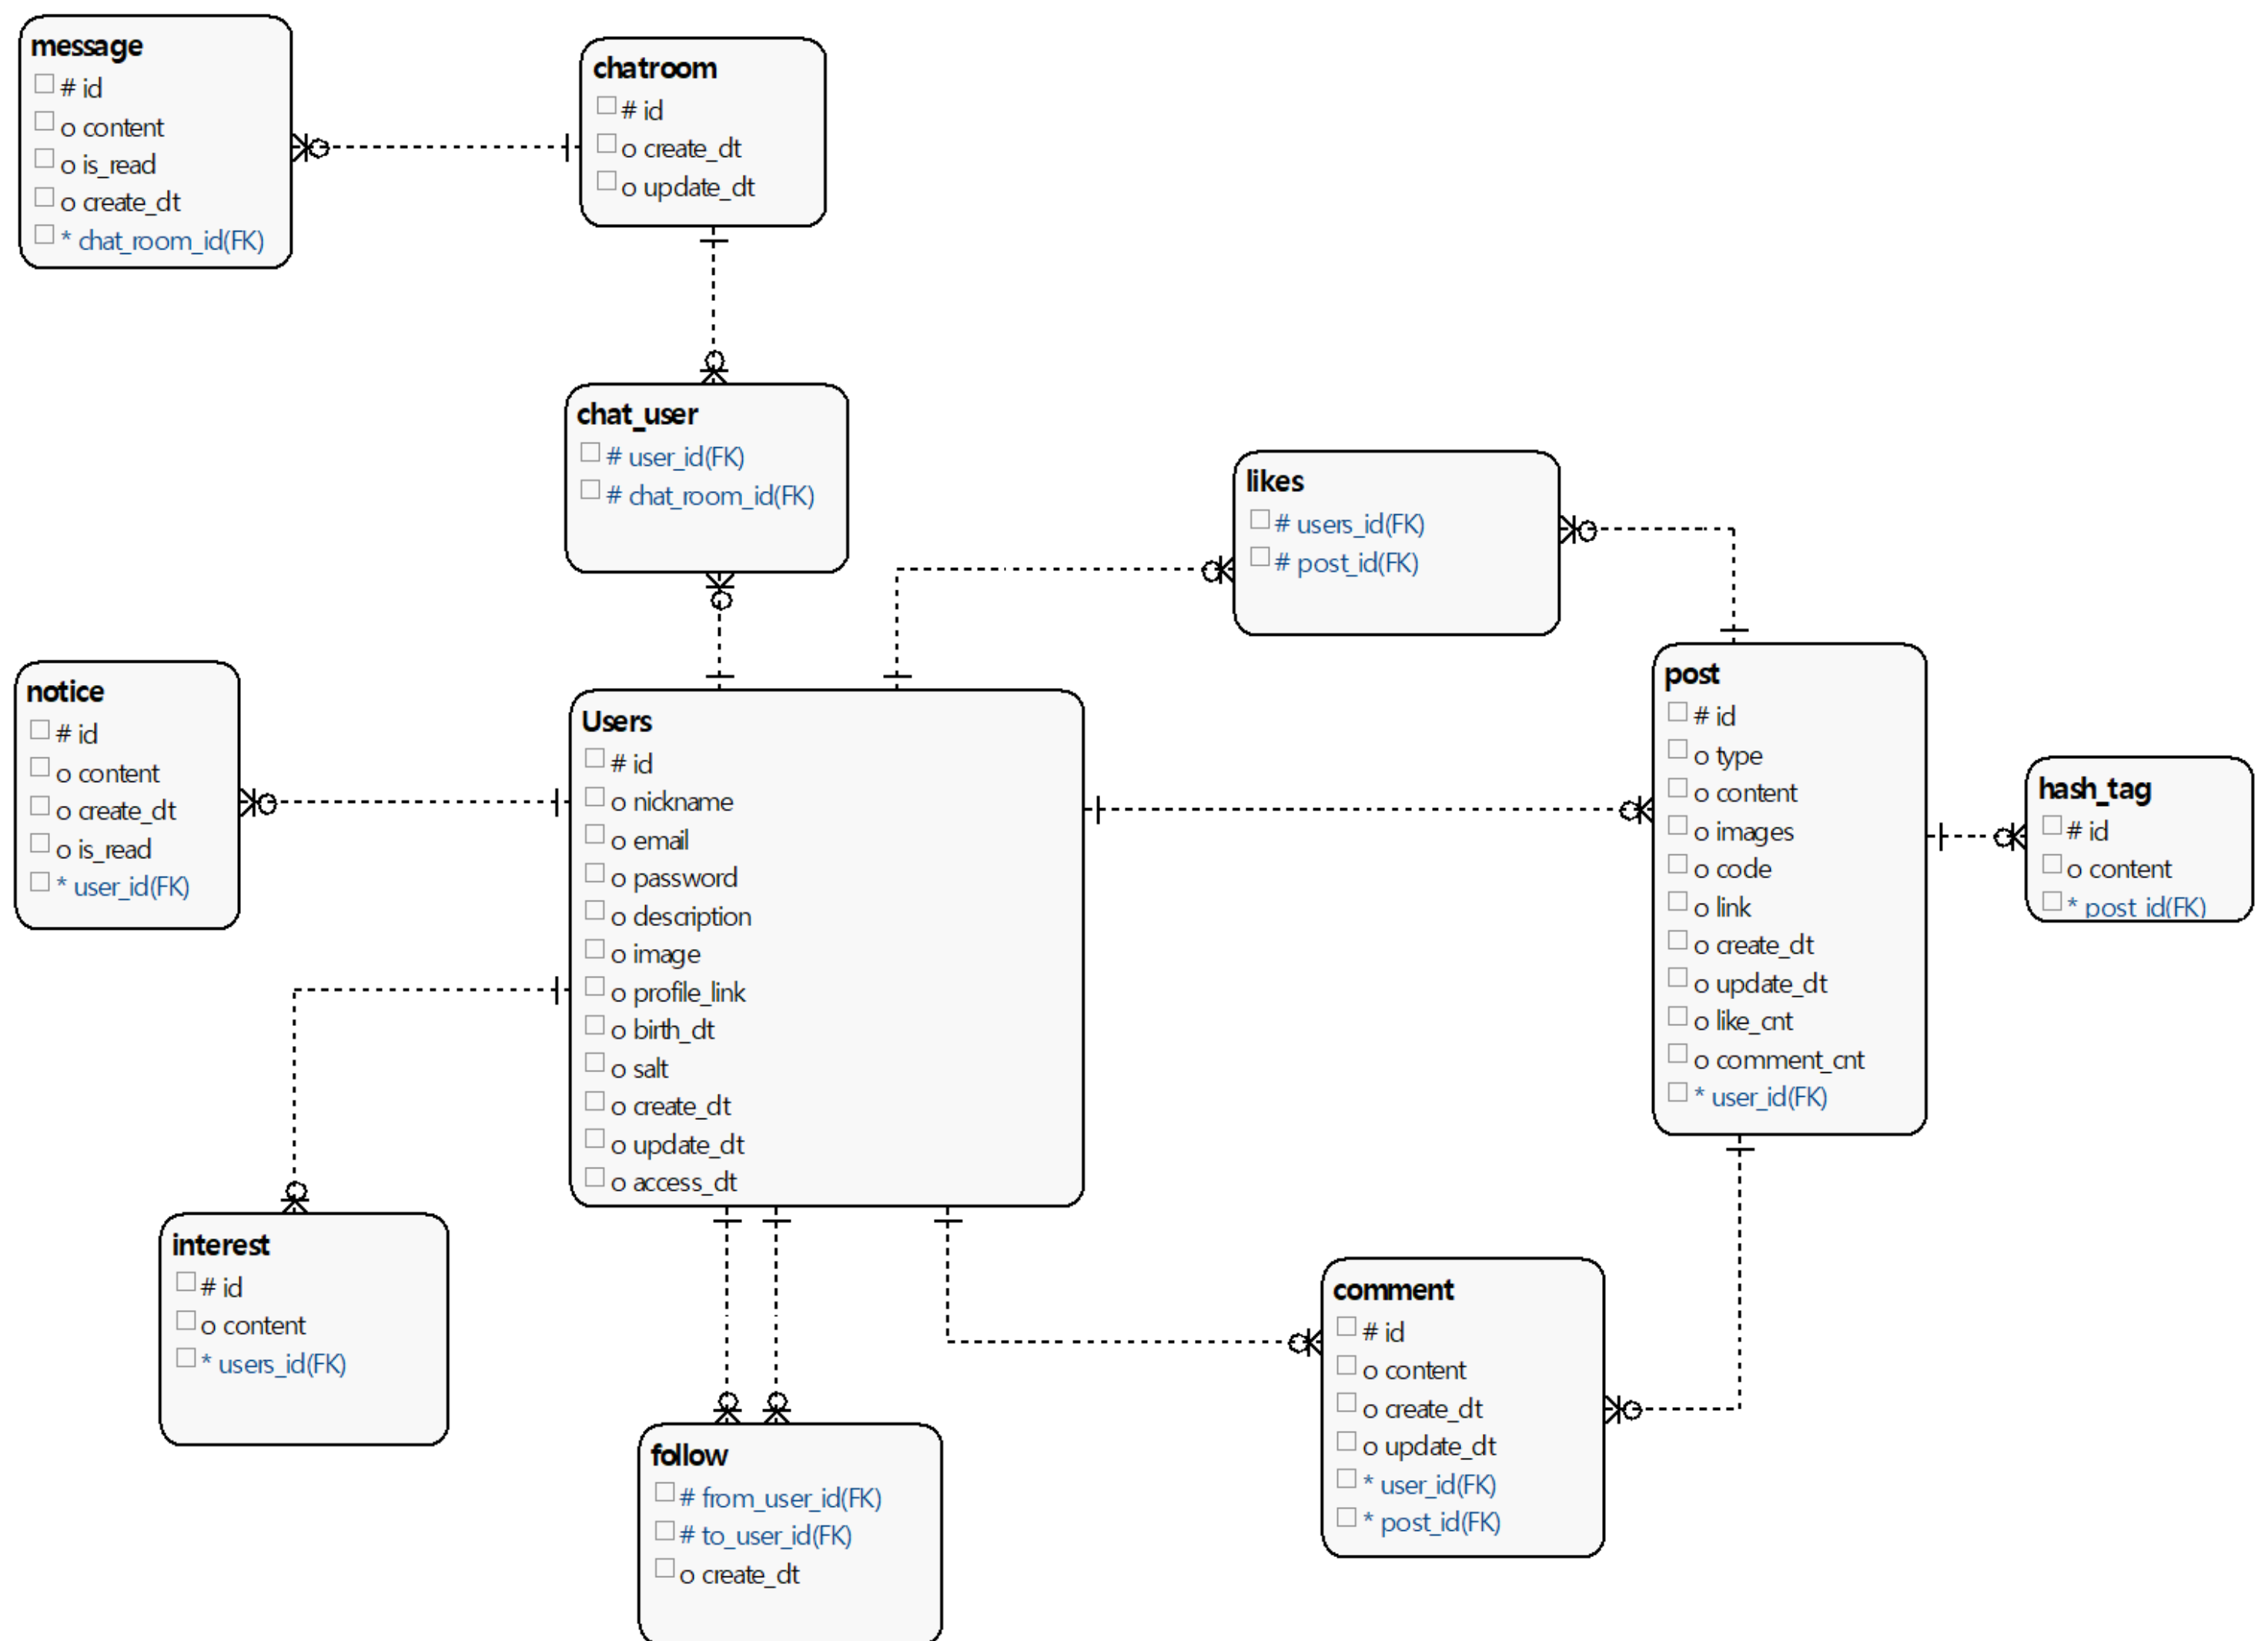 message
# id
o content
o is_read
o create_dt
* chat_room_id(FK)
chatroom
# id
o create_dt
o update_dt
chat_user
# user_id(FK)
# chat_room_id(FK)
likes
# users_id(FK)
# post_id(FK)
notice
# id
o content
o create_dt
o is_read
* user_id(FK)
Users
# id
o nickname
o email
o password
o description
o image
o profile_link
o birth_dt
o salt
o create_dt
o update_dt
o access_dt
post
# id
o type
o content
o images
o code
o link
o create_dt
o update_dt
o like_cnt
o comment_cnt
* user_id(FK)
hash_tag
# id
o content
* post_id(FK)
interest
# id
o content
* users_id(FK)
follow
# from_user_id(FK)
# to_user_id(FK)
o create_dt
comment
# id
o content
o create_dt
o update_dt
* user_id(FK)
* post_id(FK)